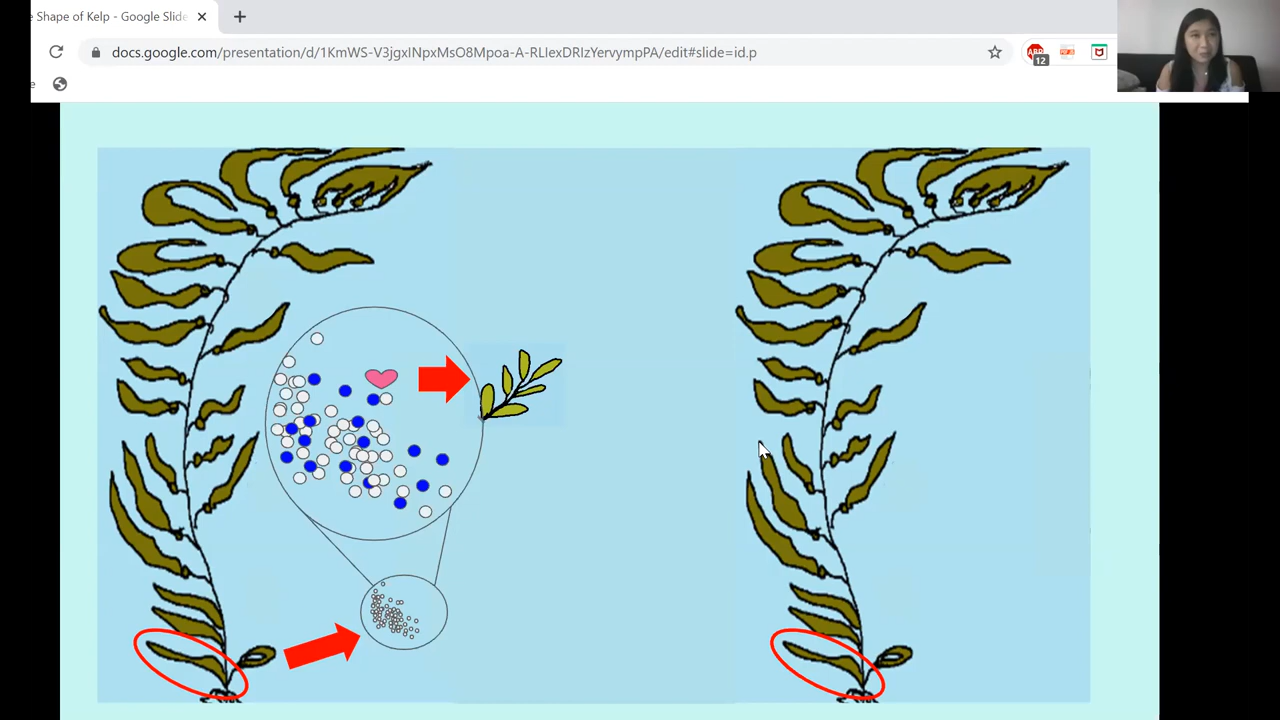 e Shape of Kelp - Google Slide
docs.google.com/presentation/d/1KmWS-V3jgxINpxMsO8Mpoa-A-RLIexDRIzYervympPA/edit#slide=id.p
12
e